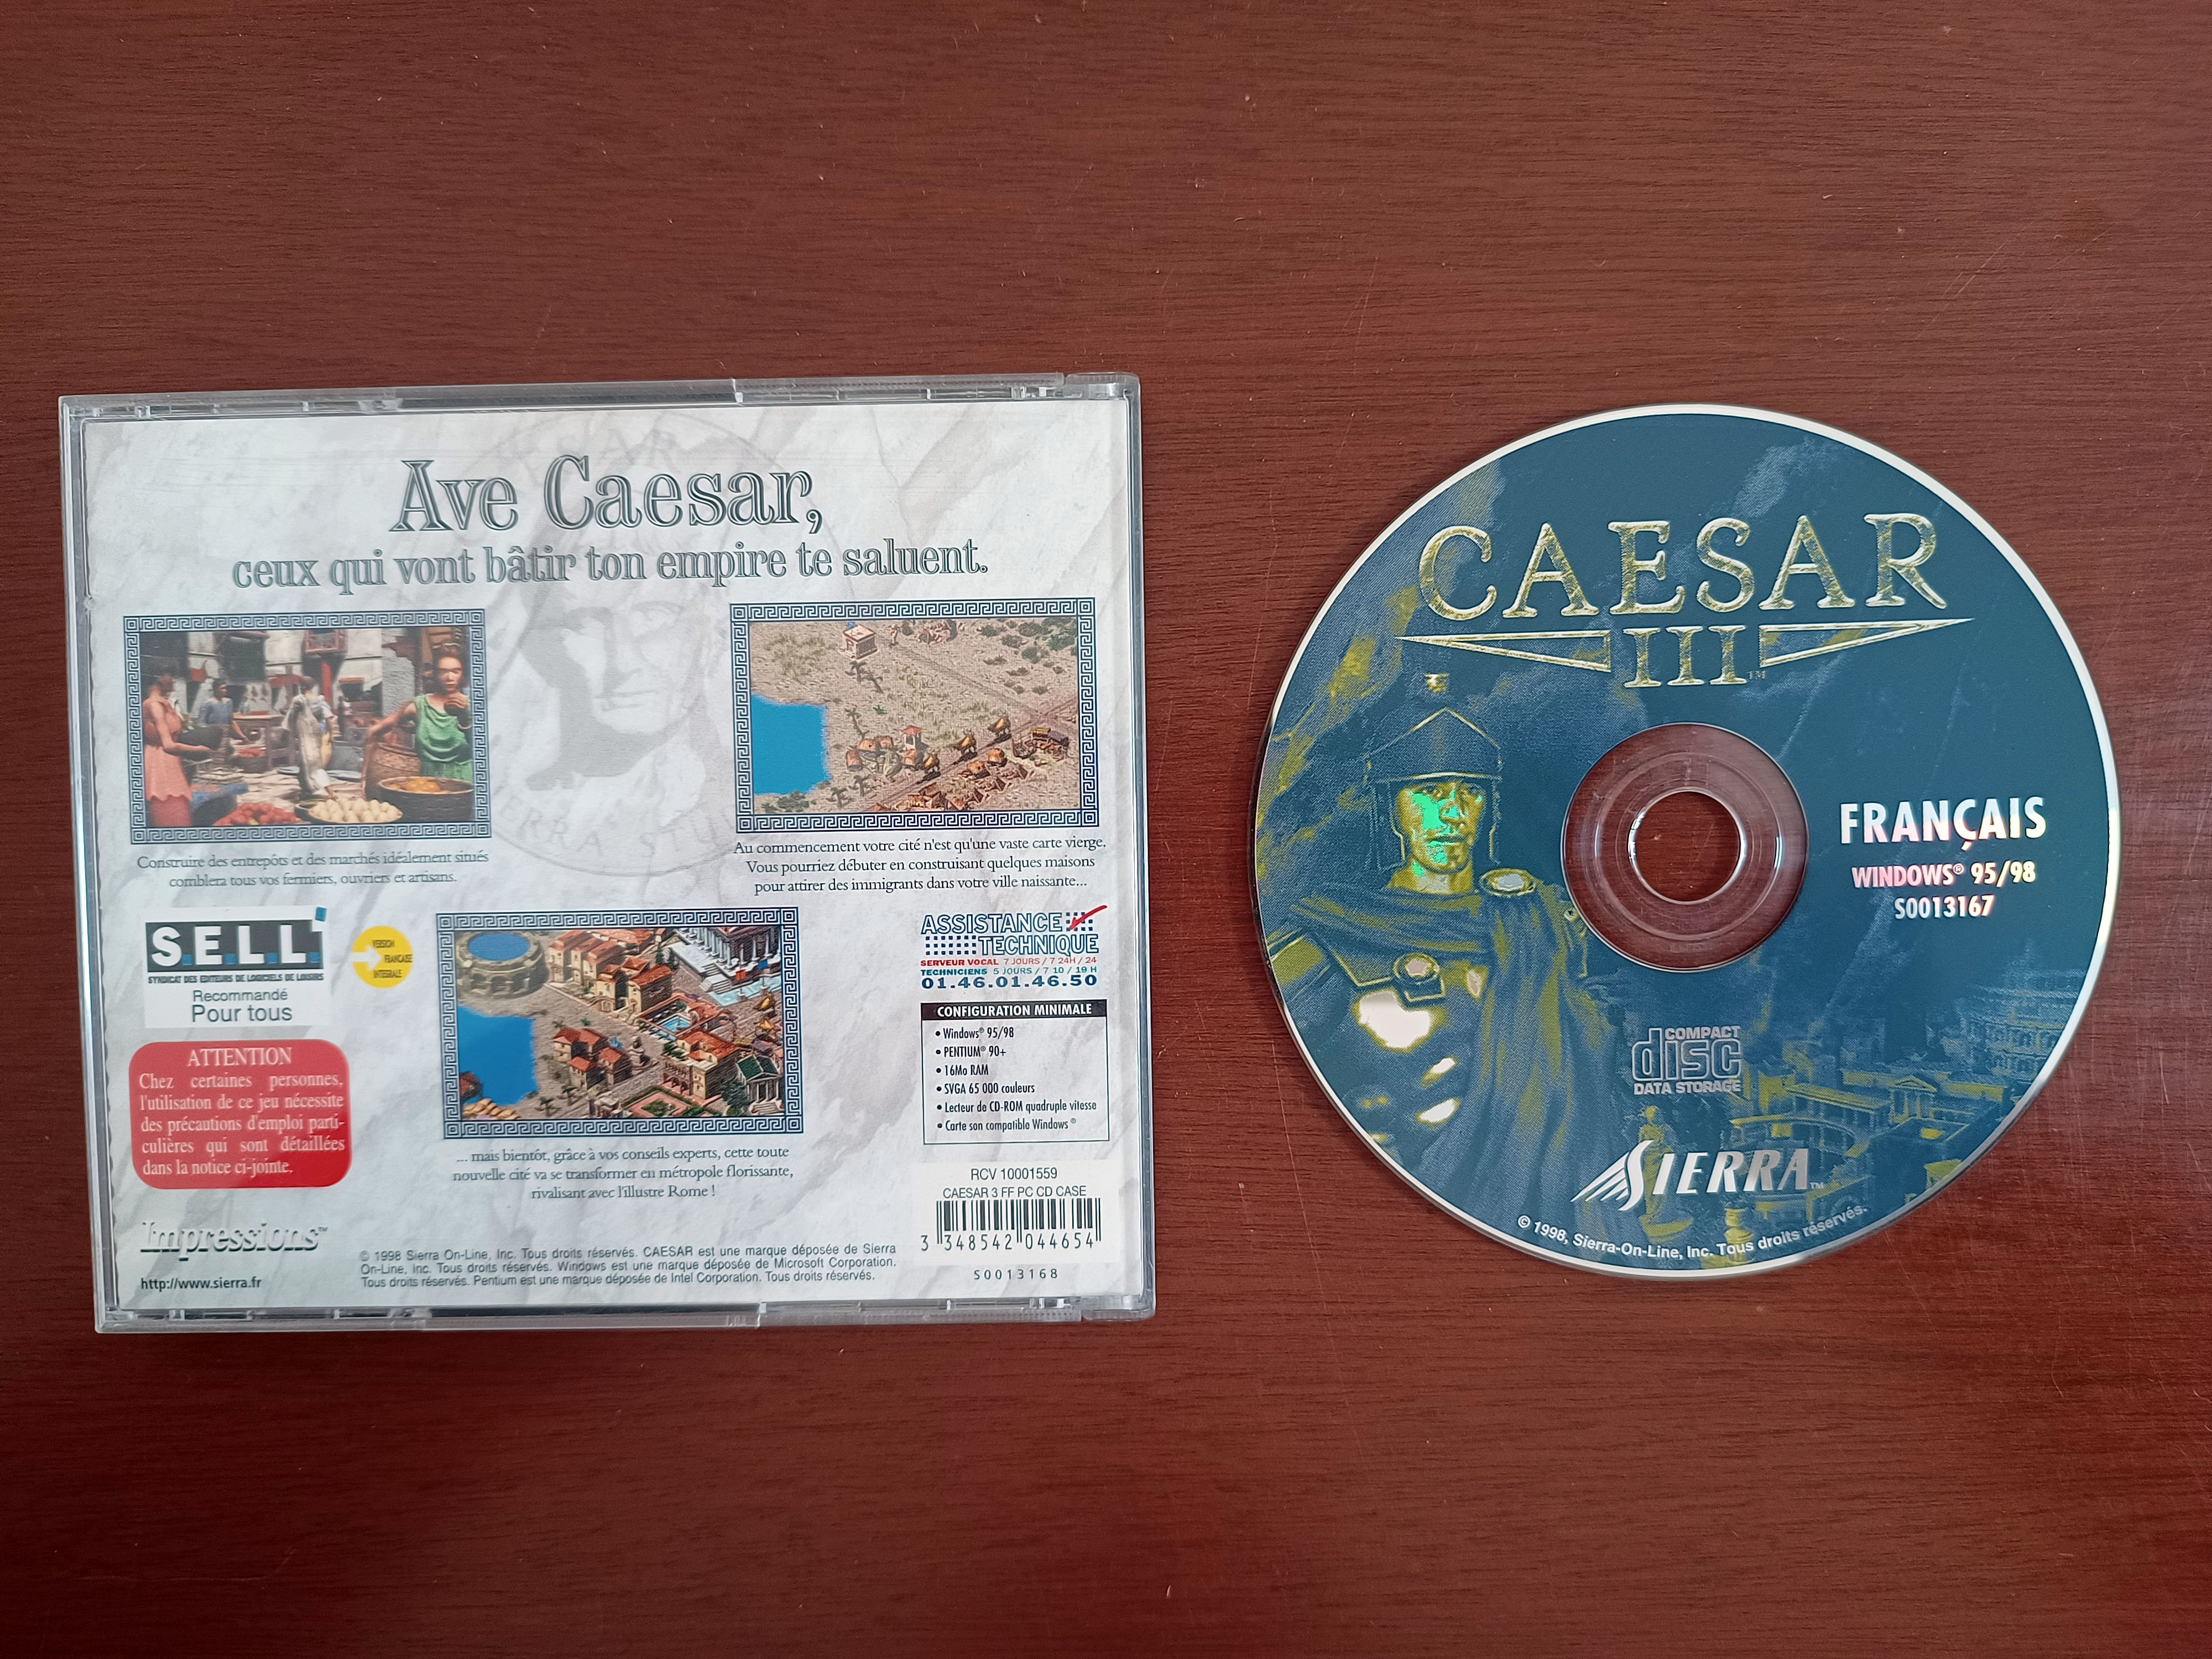 Ave Caesar,
ceux qui vont bâtir ton empire te saluent.
Construire des entrepôts et des marchés idéalement situés
comblera tous vos fermiers, ouvriers et artisans.
Au commencement votre cité n'est qu'une vaste carte vierge.
Vous pourriez débuter en construisant quelques maisons
pour attirer des immigrants dans votre ville naissante...
S.E.L.L.
SYNDICAT DES EDITEURS DE LOGICIELS DE LOISIRS
Recommandé
Pour tous
VERSION
FRANÇAISE
INTEGRALE
ATTENTION
Chez certaines personnes,
l'utilisation de ce jeu nécessite
des précautions d'emploi parti-
culières qui sont détaillées
dans la notice ci-jointe.
... mais bientôt, grâce à vos conseils experts, cette toute
nouvelle cité va se transformer en métropole florissante,
rivalisant avec l'illustre Rome !
ASSISTANCE
TECHNIQUE
SERVEUR VOCAL 7 JOURS / 7 24H / 24
TECHNICIENS 5 JOURS / 7 10 / 19 H
01.46.01.46.50
CONFIGURATION MINIMALE
• Windows® 95/98
• PENTIUM® 90+
• 16Mo RAM
• SVGA 65 000 couleurs
• Lecteur de CD-ROM quadruple vitesse
• Carte son compatible Windows®
RCV 10001559
CAESAR 3 FF PC CD CASE
3 348542 044654
S0013168
Impressions™
http://www.sierra.fr
© 1998 Sierra On-Line, Inc. Tous droits réservés. CAESAR est une marque déposée de Sierra
On-Line, Inc. Tous droits réservés. Windows est une marque déposée de Microsoft Corporation.
Tous droits réservés. Pentium est une marque déposée de Intel Corporation. Tous droits réservés.
CAESAR
III™
FRANÇAIS
WINDOWS® 95/98
S0013167
COMPACT
disc
DATA STORAGE
SIERRA™
© 1998, Sierra-On-Line, Inc. Tous droits réservés.